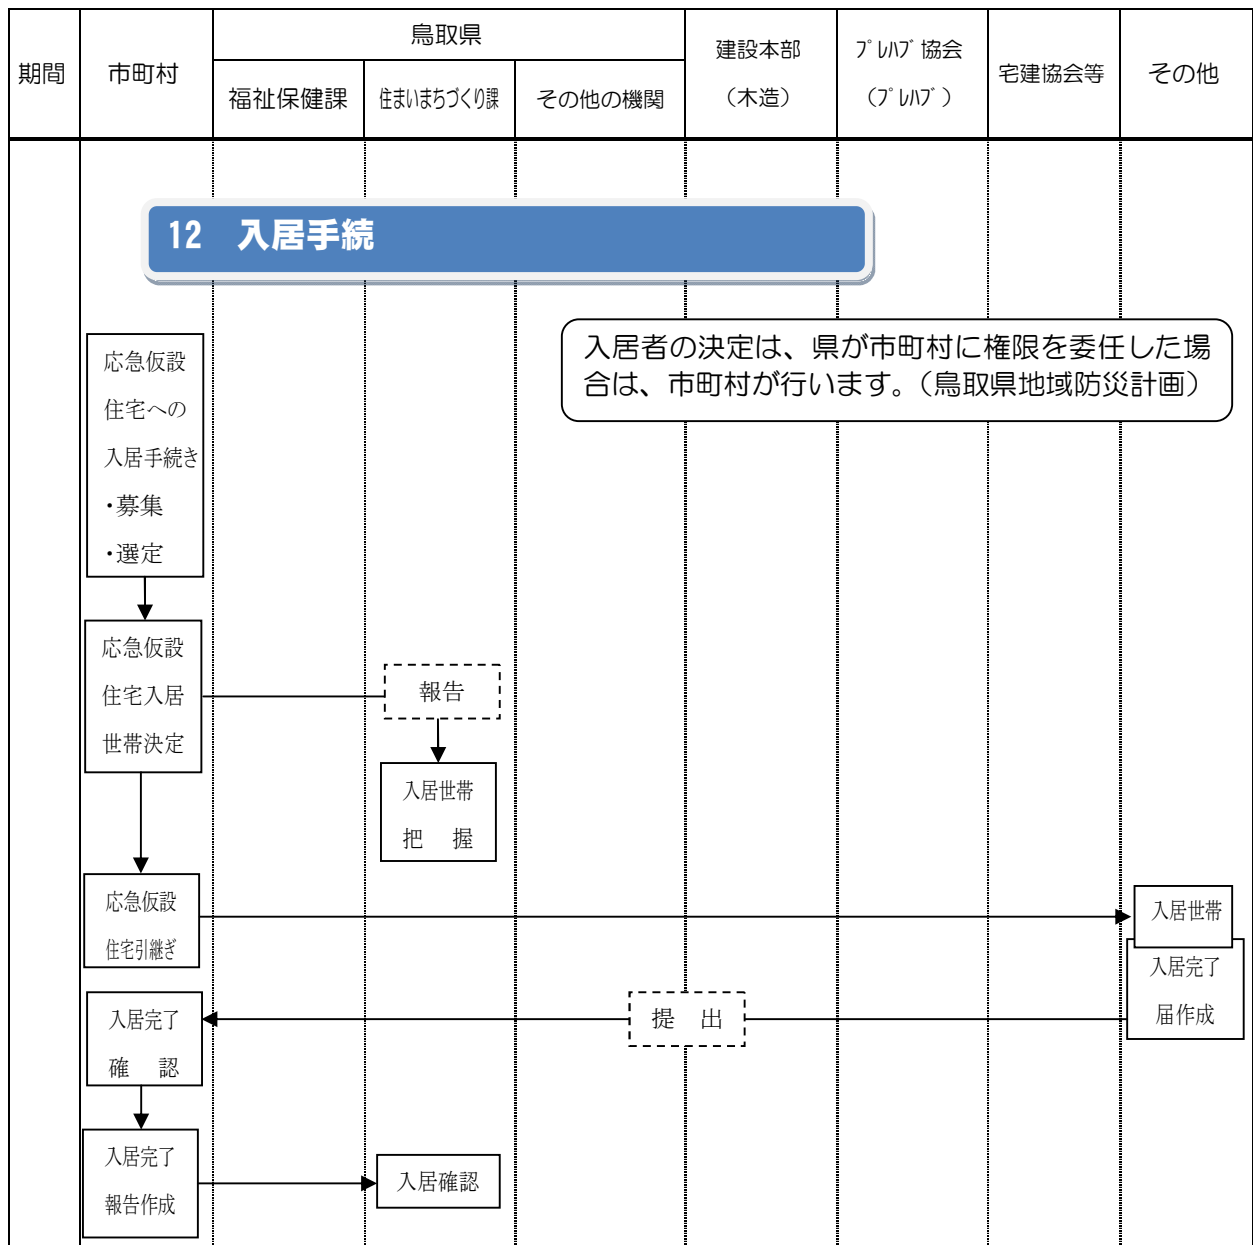 期間
市町村
鳥取県
福祉保健課
住まいまちづくり課
その他の機関
建設本部
（木造）
ﾌﾟﾚﾊﾌﾞ協会
（ﾌﾟﾚﾊﾌﾞ）
宅建協会等
その他
12 入居手続
入居者の決定は、県が市町村に権限を委任した場
合は、市町村が行います。（鳥取県地域防災計画）
応急仮設
住宅への
入居手続き
・募集
・選定
応急仮設
住宅入居
世帯決定
報告
入居世帯
把 握
応急仮設
住宅引継ぎ
入居世帯
入居完了
届作成
提 出
入居完了
確 認
入居完了
報告作成
入居確認